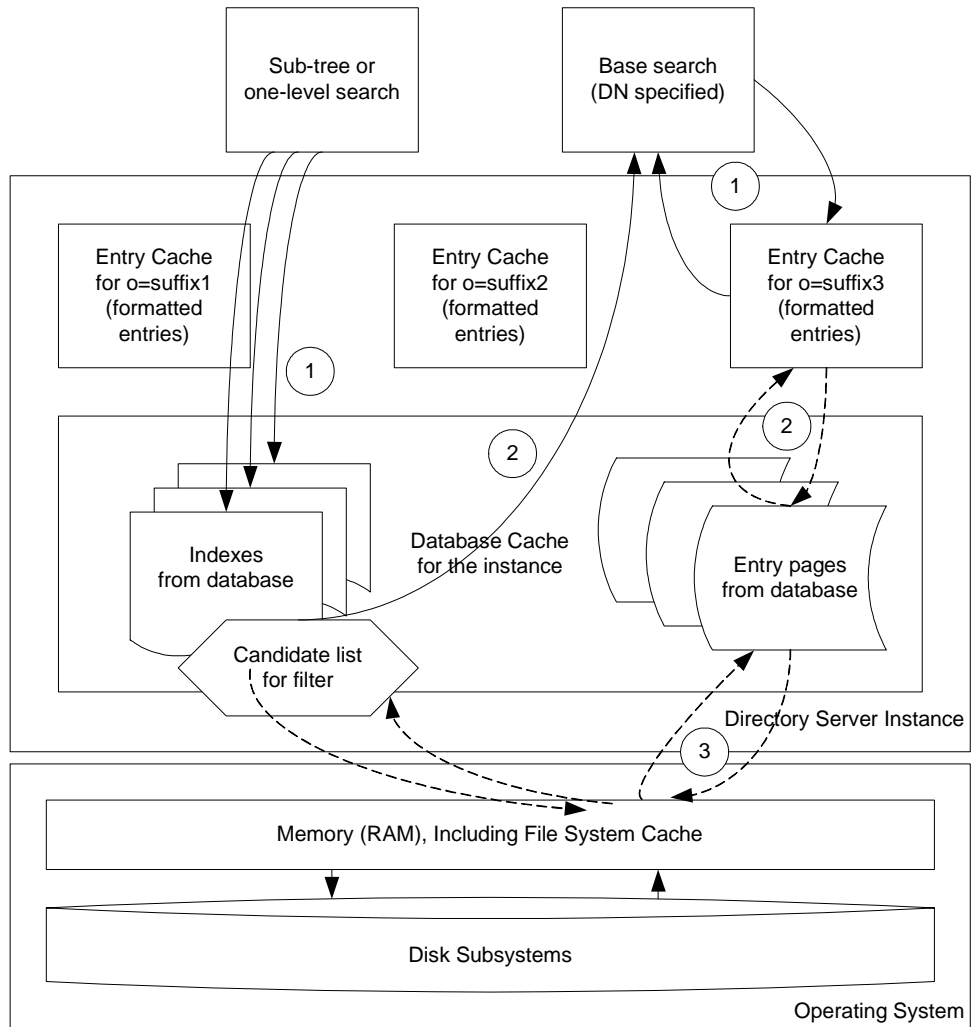 Sub-tree or
one-level search
Base search
(DN specified)
1
Entry Cache
for o=suffix1
(formatted
entries)
Entry Cache
for o=suffix2
(formatted
entries)
Entry Cache
for o=suffix3
(formatted
entries)
1
2
2
Indexes
from database
Database Cache
for the instance
Entry pages
from database
Candidate list
for filter
Directory Server Instance
3
Memory (RAM), Including File System Cache
Disk Subsystems
Operating System